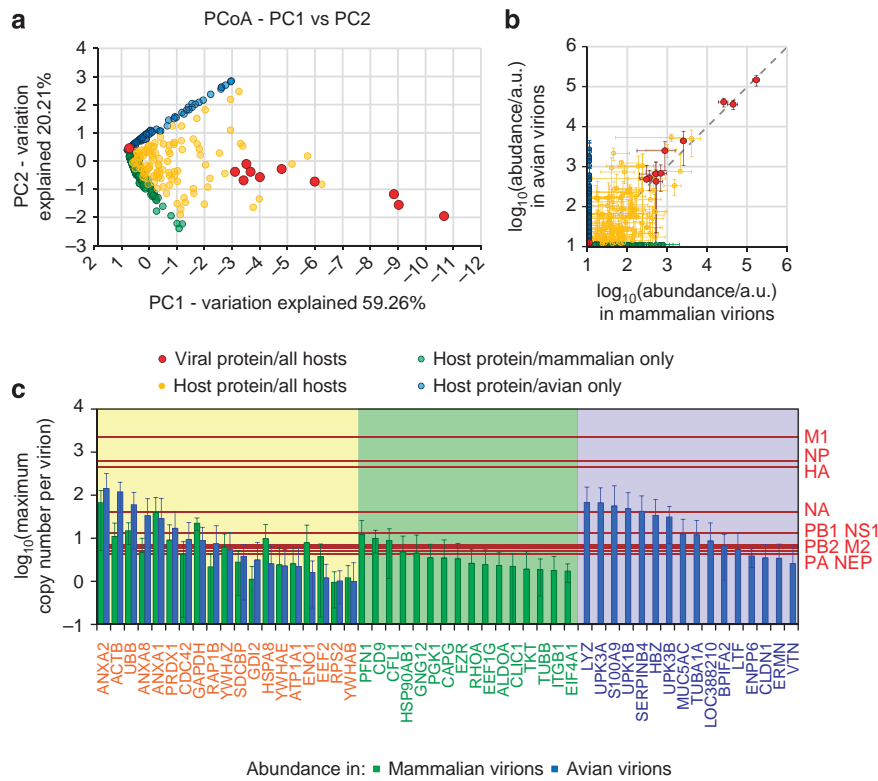 a
PCoA - PC1 vs PC2
4
3
2
1
0
−1
−2
−3
PC2 - variation
explained 20.21%
2
1
0
−1
−2
−3
−4
−5
−6
−7
−8
−9
−10
−11
−12
PC1 - variation explained 59.26%
b
6
5
4
3
2
1
log10(abudance/a.u.)
in avian virions
1
2
3
4
5
6
log10(abundance/a.u.)
in mammalian virions
Viral protein/all hosts
Host protein/mammalian only
Host protein/all hosts
Host protein/avian only
c
4
3
2
1
0
−1
log10(maximum
copy number per virion)
M1
NP
HA
NA
PB1 NS1
PB2 M2
PA NEP
ANXA2
ACTB
UBB
ANXA8
ANXA1
PRDX1
CDC42
GAPDH
RAP1B
YWHAZ
SDCBP
GDI2
HSPA8
YWHAE
ATP1A1
ENO1
EEF2
RPS2
YWHAB
PFN1
CD9
CFL1
HSP90AB1
GNG12
PGK1
CAPG
EZR
RHOA
EEF1G
ALDOA
CLIC1
TKT
TUBB
ITGB1
EIF4A1
LYZ
UPK3A
S100A9
UPK1B
SERPINB4
HBZ
UPK3B
MUC5AC
TUBA1A
LOC388210
BPIFA2
LTF
ENPP6
CLDN1
ERMN
VTN
Abundance in: Mammalian virions Avian virions